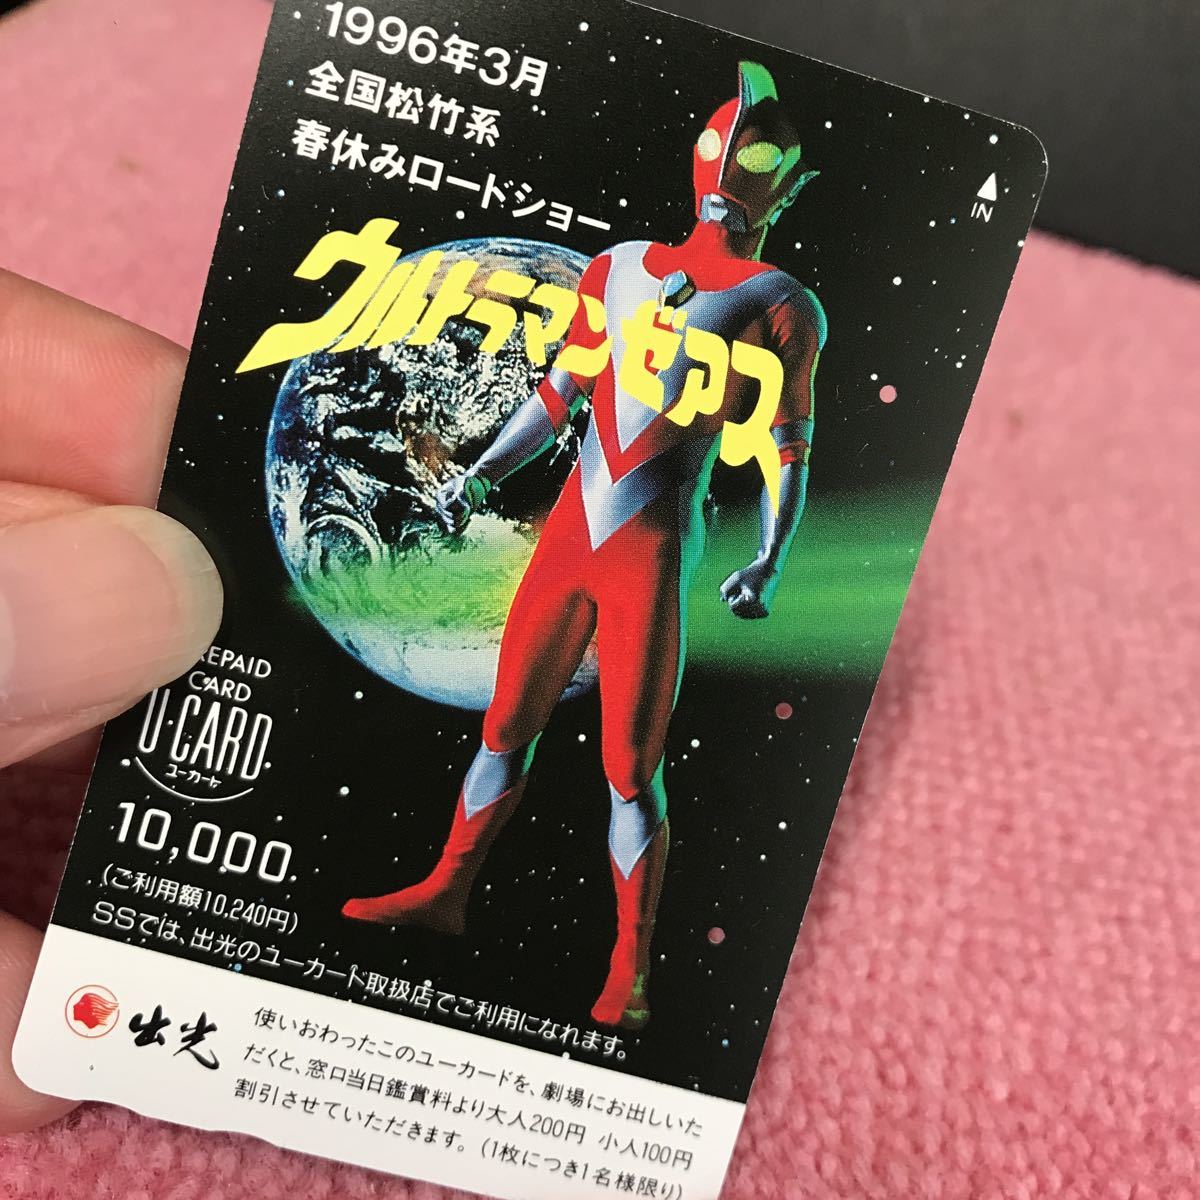 1996年3月
全国松竹系
春休みロードショー
IN
ウルトラマンゼアス
REPAID
CARD
U・CARD
ユーカード
10,000
(ご利用額10,240円)
SSでは、出光のユーカード取扱店でご利用になれます。
出光
使いおわったこのユーカードを、劇場にお出しいた
だくと、窓口当日鑑賞料より大人200円 小人100円
割引させていただきます。(1枚につき1名様限り)